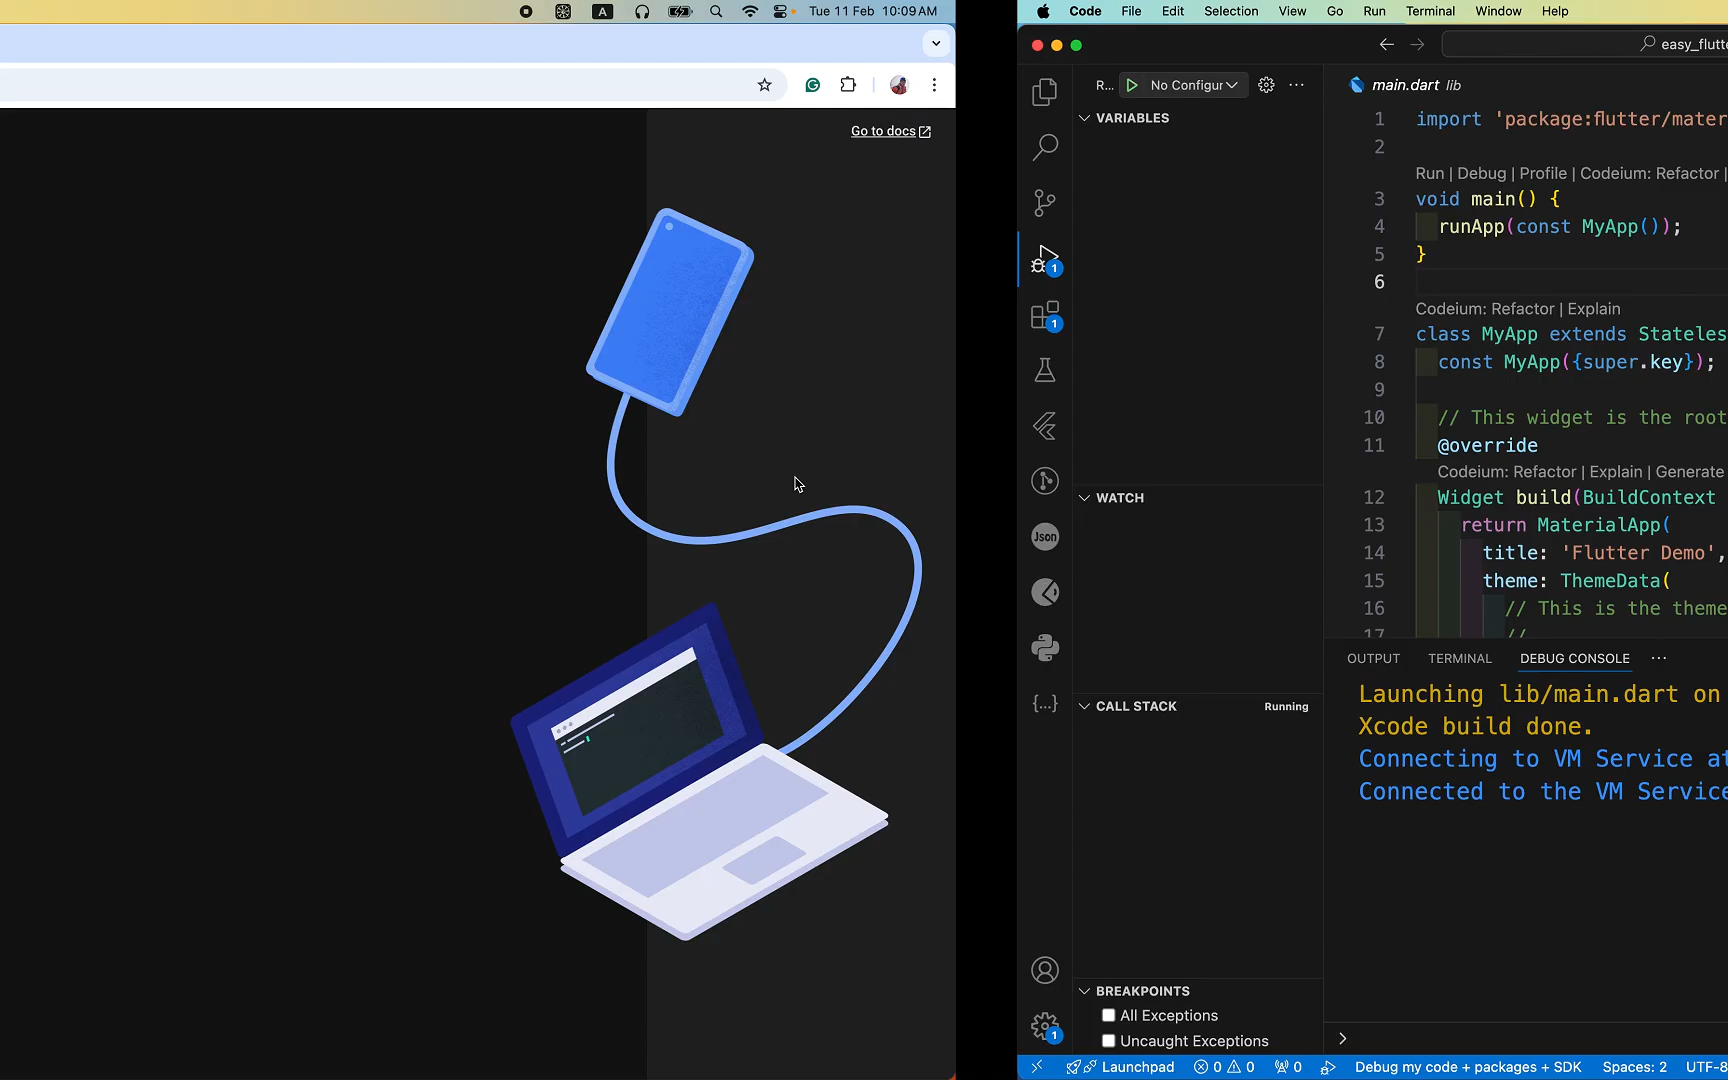 A
Tue 11 Feb 10:09 AM
Go to docs
Code File Edit Selection View Go Run Terminal Window Help
easy_flutte
R... No Configur
VARIABLES
WATCH
CALL STACK Running
BREAKPOINTS
All Exceptions
Uncaught Exceptions
1
1
Json
{...}
1
main.dart lib
1 import 'package:flutter/mater
2
Run | Debug | Profile | Codeium: Refactor |
3 void main() {
4 runApp(const MyApp());
5 }
6
Codeium: Refactor | Explain
7 class MyApp extends Stateles
8 const MyApp({super.key});
9
10 // This widget is the root
11 @override
Codeium: Refactor | Explain | Generate
12 Widget build(BuildContext
13 return MaterialApp(
14 title: 'Flutter Demo',
15 theme: ThemeData(
16 // This is the theme
17 //
OUTPUT TERMINAL DEBUG CONSOLE ...
Launching lib/main.dart on
Xcode build done.
Connecting to VM Service at
Connected to the VM Service
Launchpad 0 0 0 Debug my code + packages + SDK Spaces: 2 UTF-8